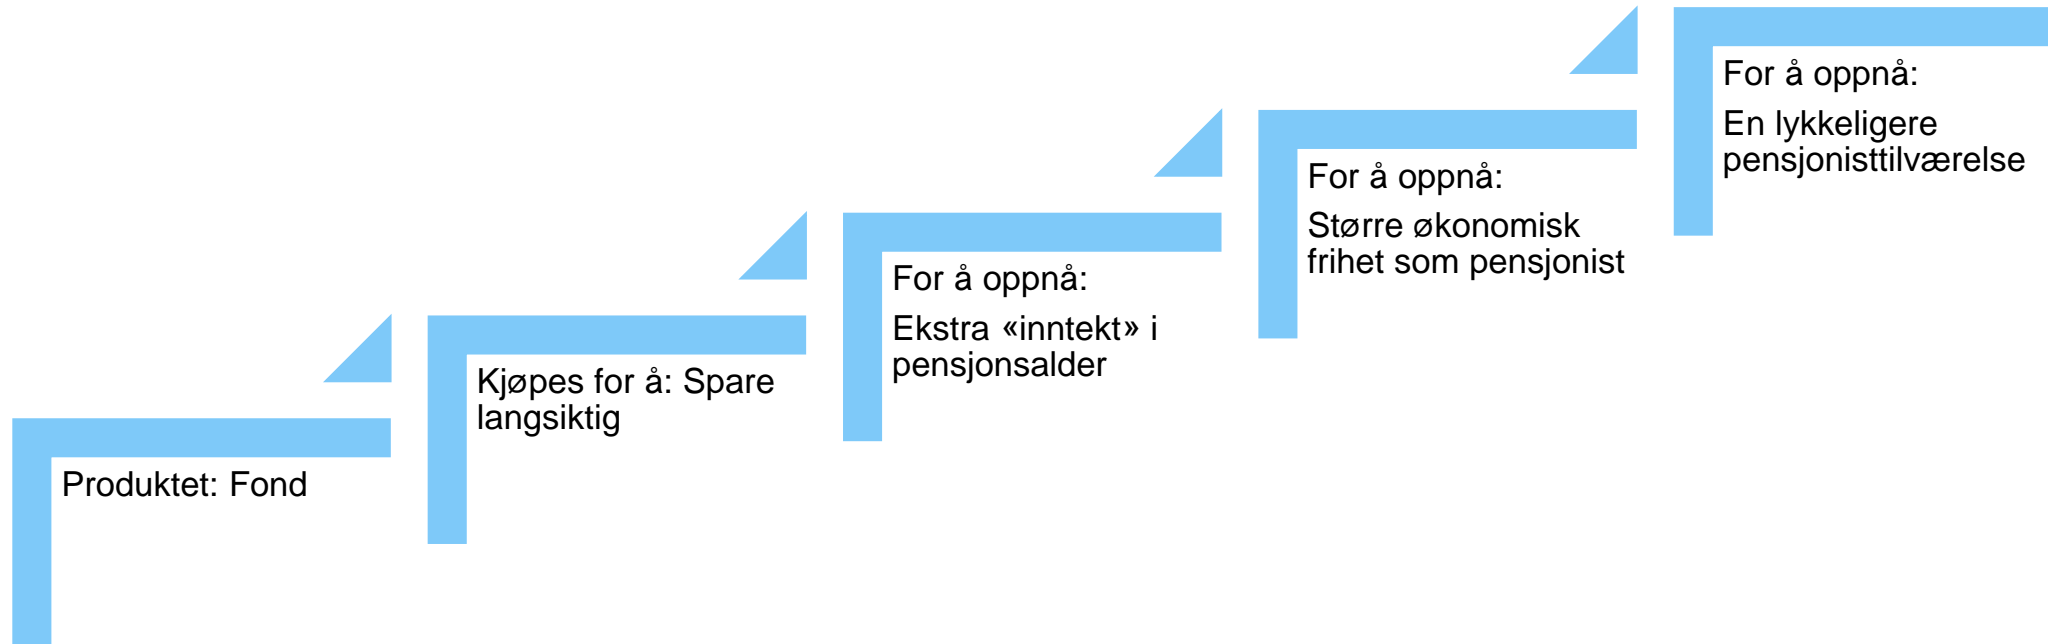 Produktet: Fond
Kjøpes for å: Spare
langsiktig
For å oppnå:
Ekstra «inntekt» i
pensjonsalder
For å oppnå:
Større økonomisk
frihet som pensjonist
For å oppnå:
En lykkeligere
pensjonisttilværelse